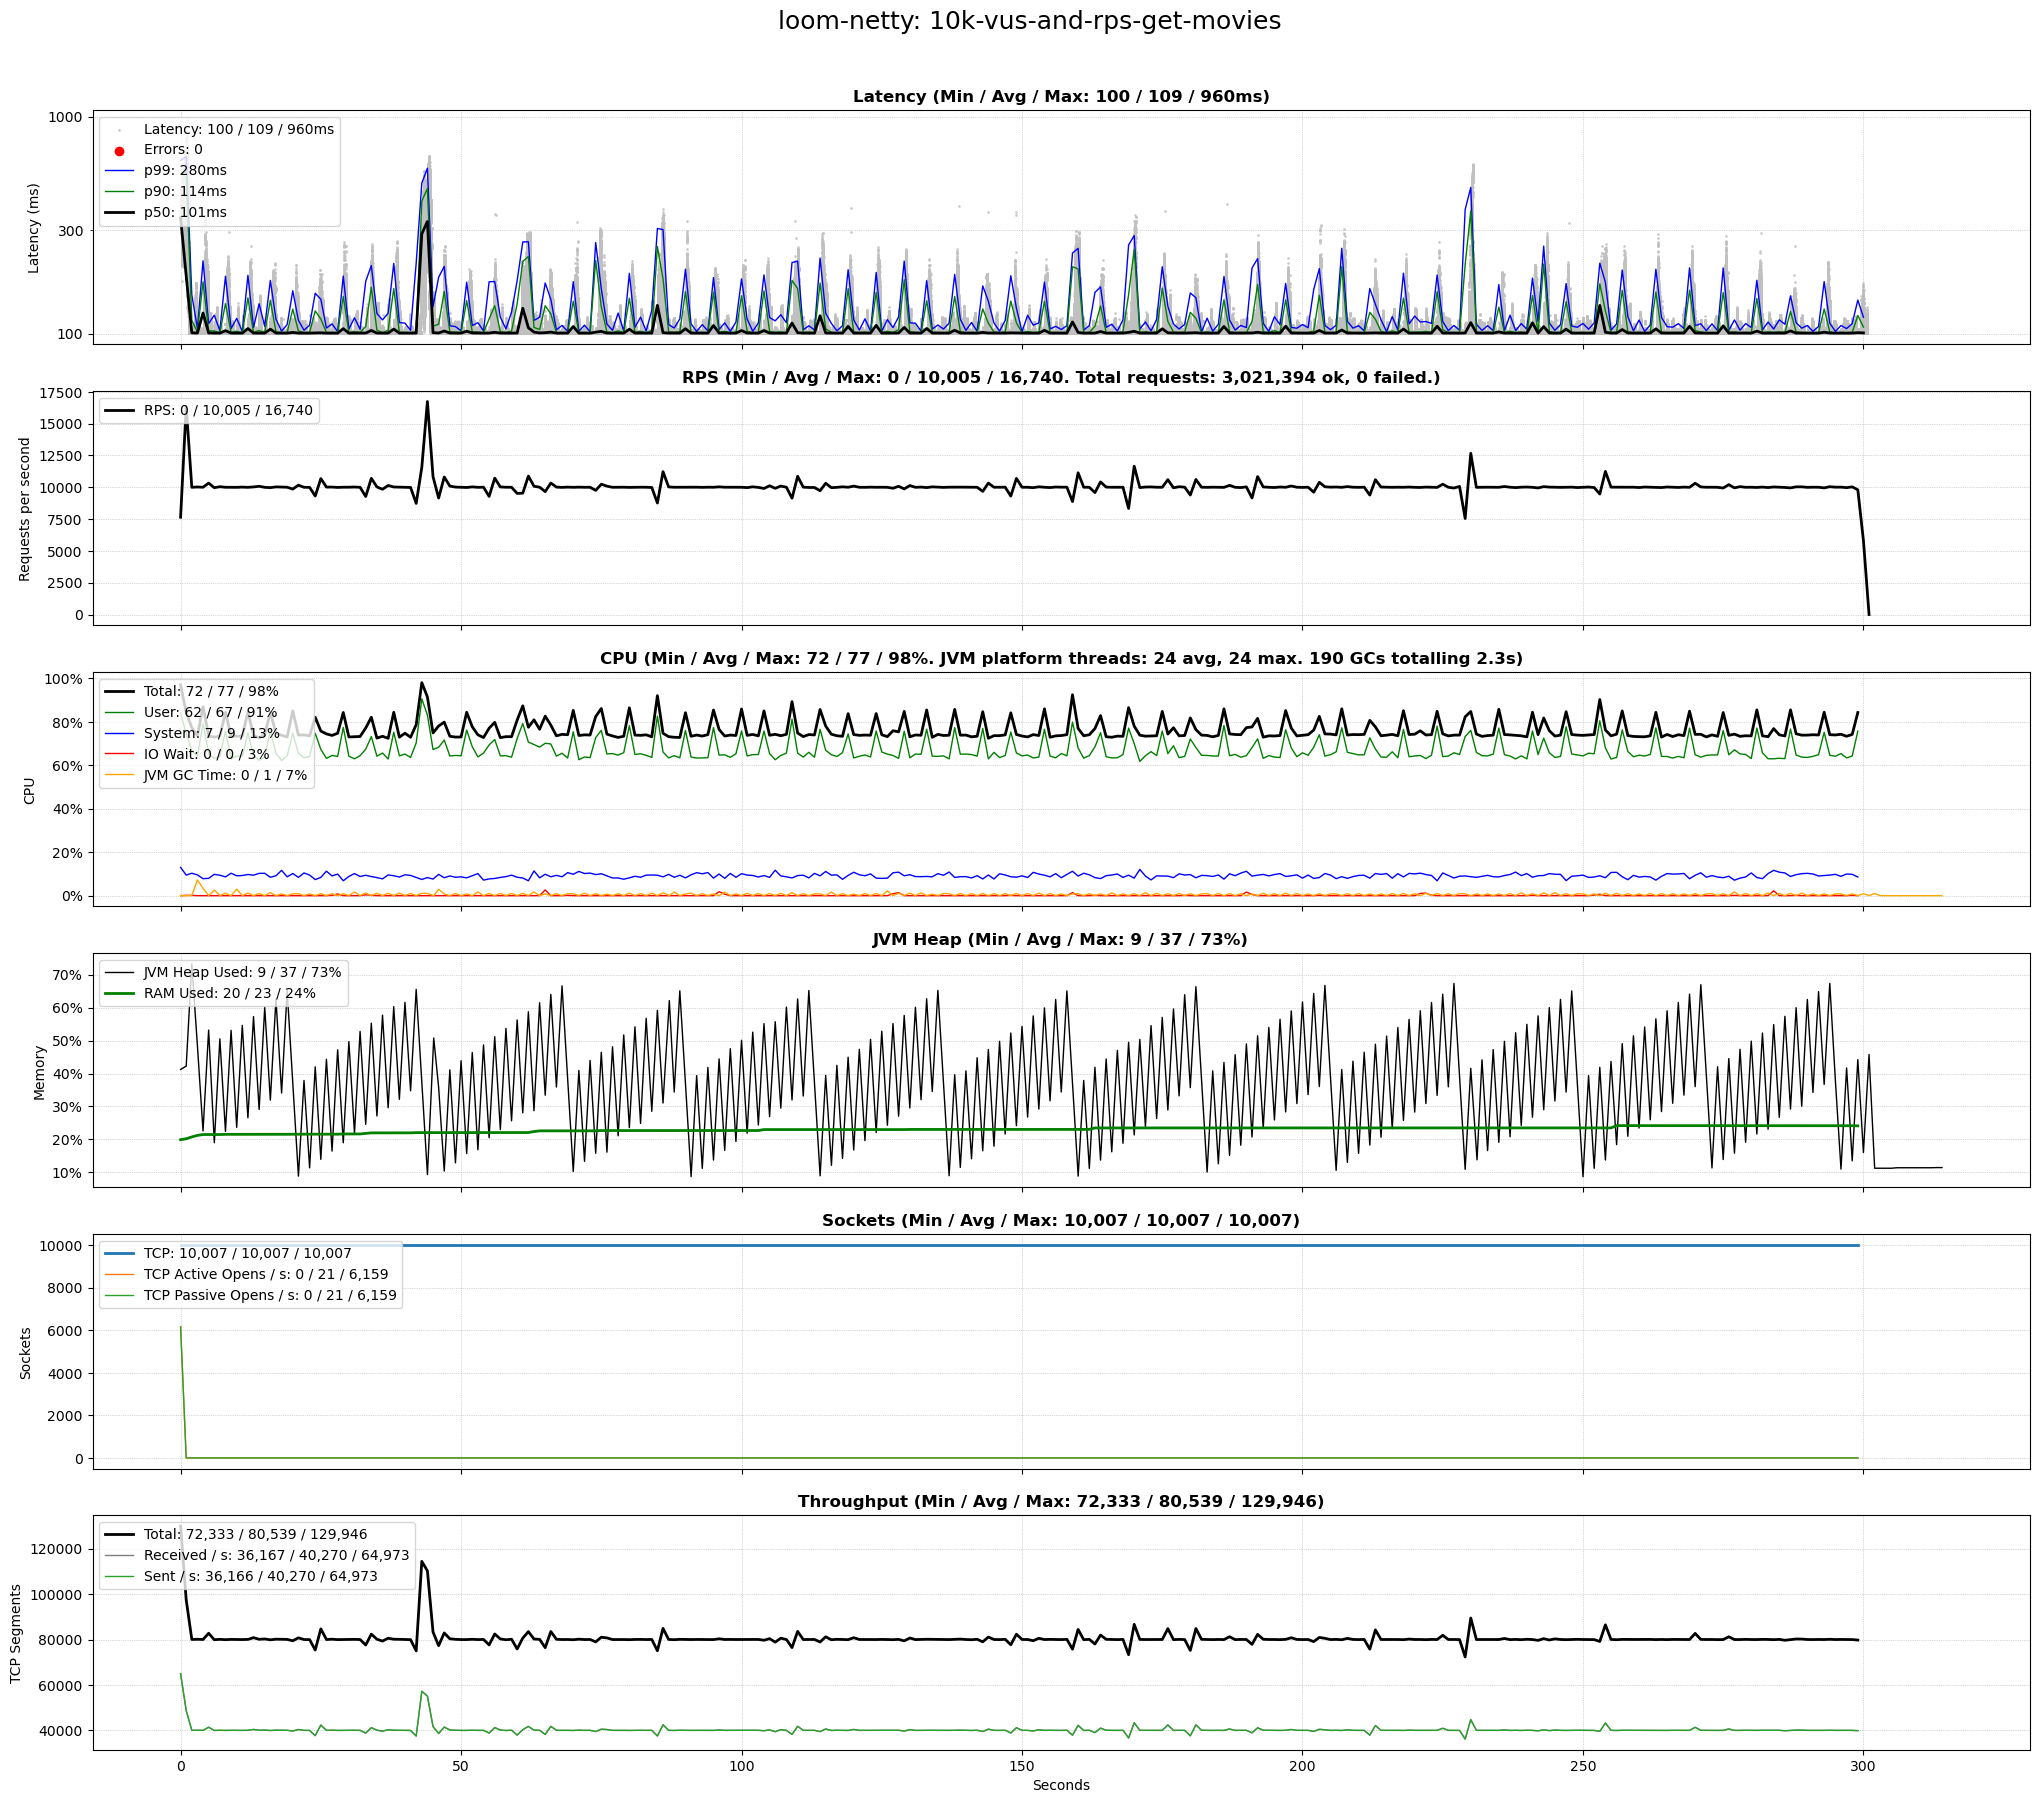 loom-netty: 10k-vus-and-rps-get-movies
Latency (Min / Avg / Max: 100 / 109 / 960ms)
Latency (ms)
1000
300
100
Latency: 100 / 109 / 960ms
Errors: 0
p99: 280ms
p90: 114ms
p50: 101ms
RPS (Min / Avg / Max: 0 / 10,005 / 16,740. Total requests: 3,021,394 ok, 0 failed.)
Requests per second
17500
15000
12500
10000
7500
5000
2500
0
RPS: 0 / 10,005 / 16,740
CPU (Min / Avg / Max: 72 / 77 / 98%. JVM platform threads: 24 avg, 24 max. 190 GCs totalling 2.3s)
CPU
100%
80%
60%
40%
20%
0%
Total: 72 / 77 / 98%
User: 62 / 67 / 91%
System: 7 / 9 / 13%
IO Wait: 0 / 0 / 3%
JVM GC Time: 0 / 1 / 7%
JVM Heap (Min / Avg / Max: 9 / 37 / 73%)
Memory
70%
60%
50%
40%
30%
20%
10%
JVM Heap Used: 9 / 37 / 73%
RAM Used: 20 / 23 / 24%
Sockets (Min / Avg / Max: 10,007 / 10,007 / 10,007)
Sockets
10000
8000
6000
4000
2000
0
TCP: 10,007 / 10,007 / 10,007
TCP Active Opens / s: 0 / 21 / 6,159
TCP Passive Opens / s: 0 / 21 / 6,159
Throughput (Min / Avg / Max: 72,333 / 80,539 / 129,946)
TCP Segments
120000
100000
80000
60000
40000
Total: 72,333 / 80,539 / 129,946
Received / s: 36,167 / 40,270 / 64,973
Sent / s: 36,166 / 40,270 / 64,973
0 50 100 150 200 250 300
Seconds